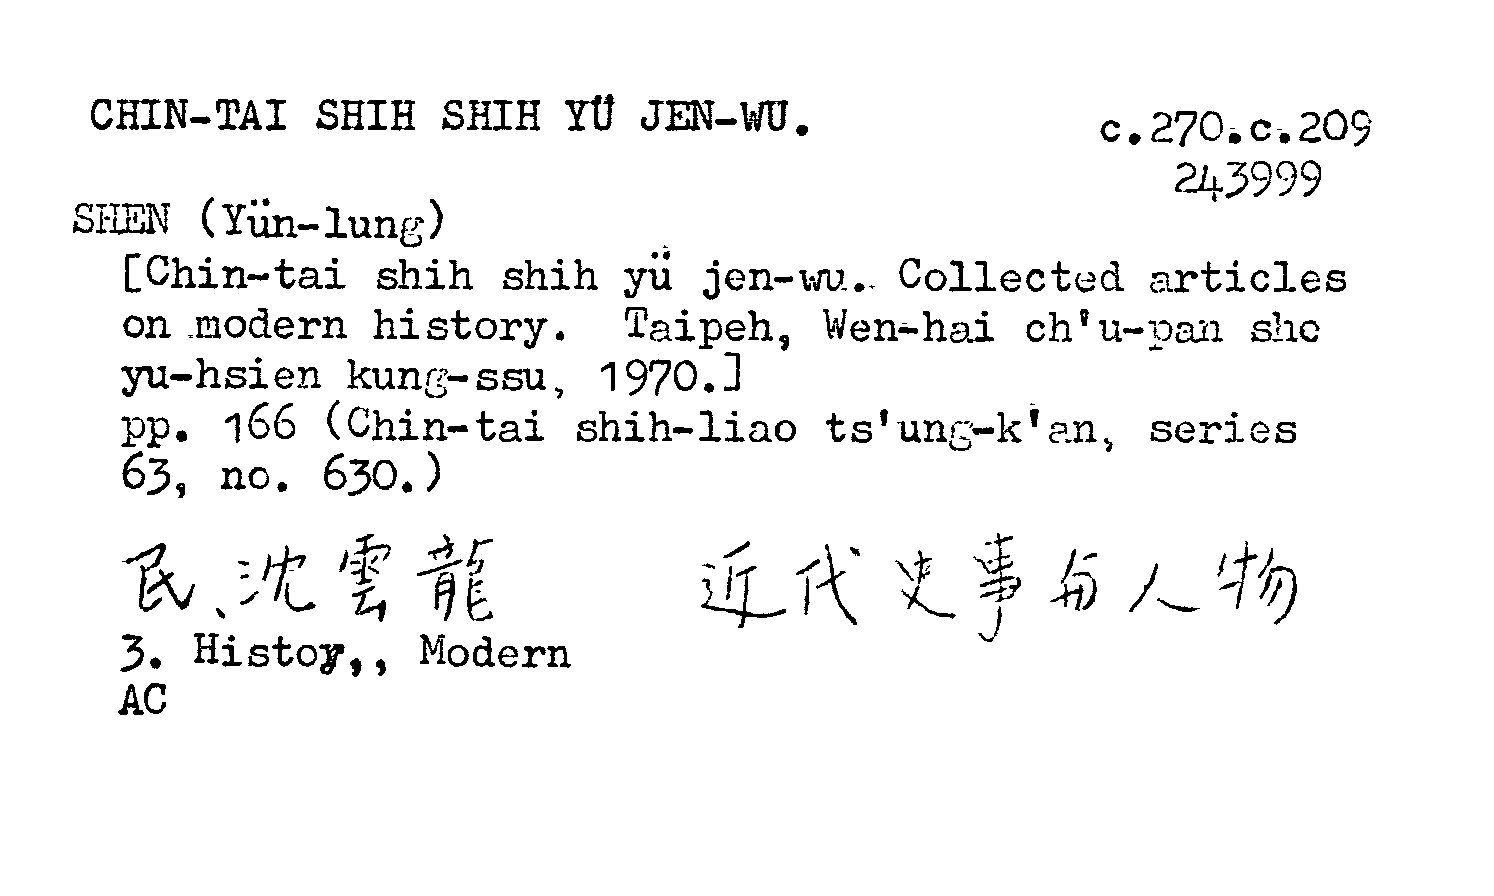 CHIN-TAI SHIH SHIH YÜ JEN-WU.
c.270.c.209
243999
SHEN (Yün-lung)
[Chin-tai shih shih yü jen-wu. Collected articles
on modern history. Taipeh, Wen-hai ch'u-pan she
yu-hsien kung-ssu, 1970.]
pp. 166 (Chin-tai shih-liao ts'ung-k'an, series
63, no. 630.)
民、沈雲龍 近代史事与人物
3. History,, Modern
AC